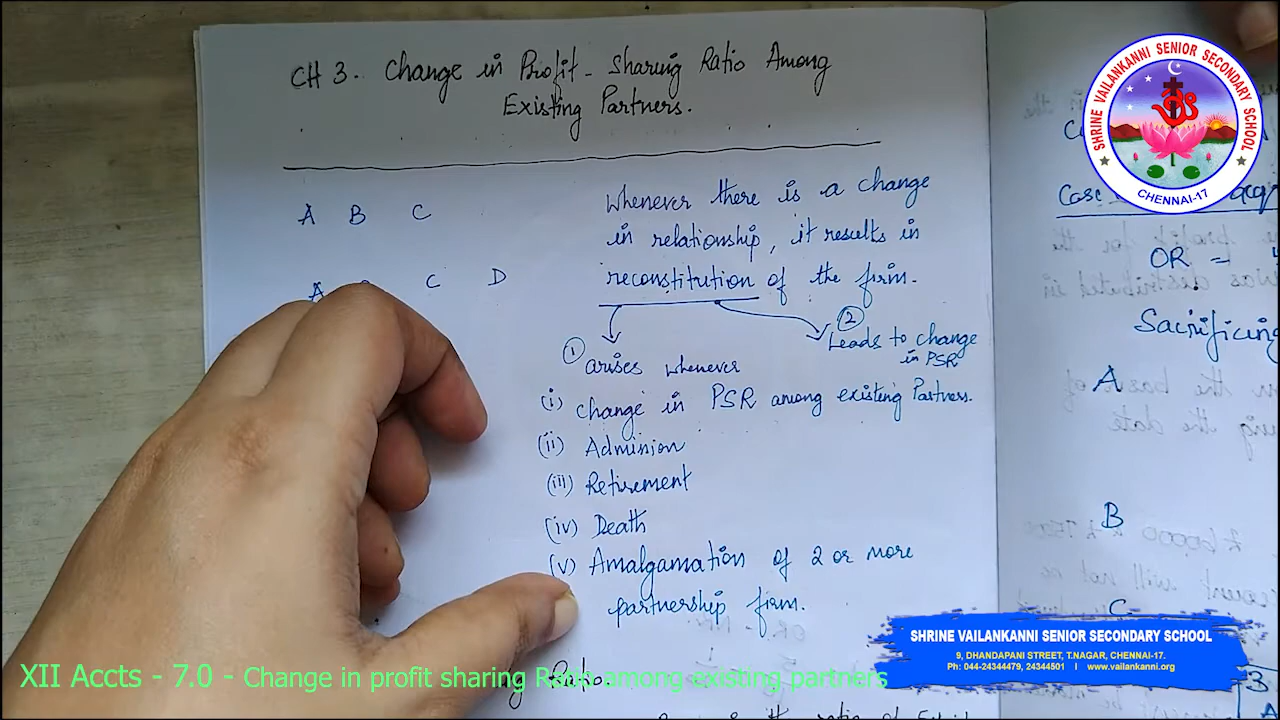 CH 3. Change in Profit - Sharing Ratio Among
Existing Partners.
A B C
A C D
Whenever there is a change
in relationship, it results in
reconstitution of the firm.
① arises whenever
② Leads to change
in PSR
(i) Change in PSR among existing Partners.
(ii) Admission
(iii) Retirement
(iv) Death
(v) Amalgamation of 2 or more
partnership firm.
Ratio.
OR =
Sacrificing
A
B
C
SHRINE VAILANKANNI SENIOR SECONDARY SCHOOL
CHENNAI-17
SHRINE VAILANKANNI SENIOR SECONDARY SCHOOL
9, DHANDAPANI STREET, T.NAGAR, CHENNAI-17.
Ph: 044-24344479, 24344501 I www.vailankanni.org
XII Accts - 7.0 - Change in profit sharing Ratio among existing partners